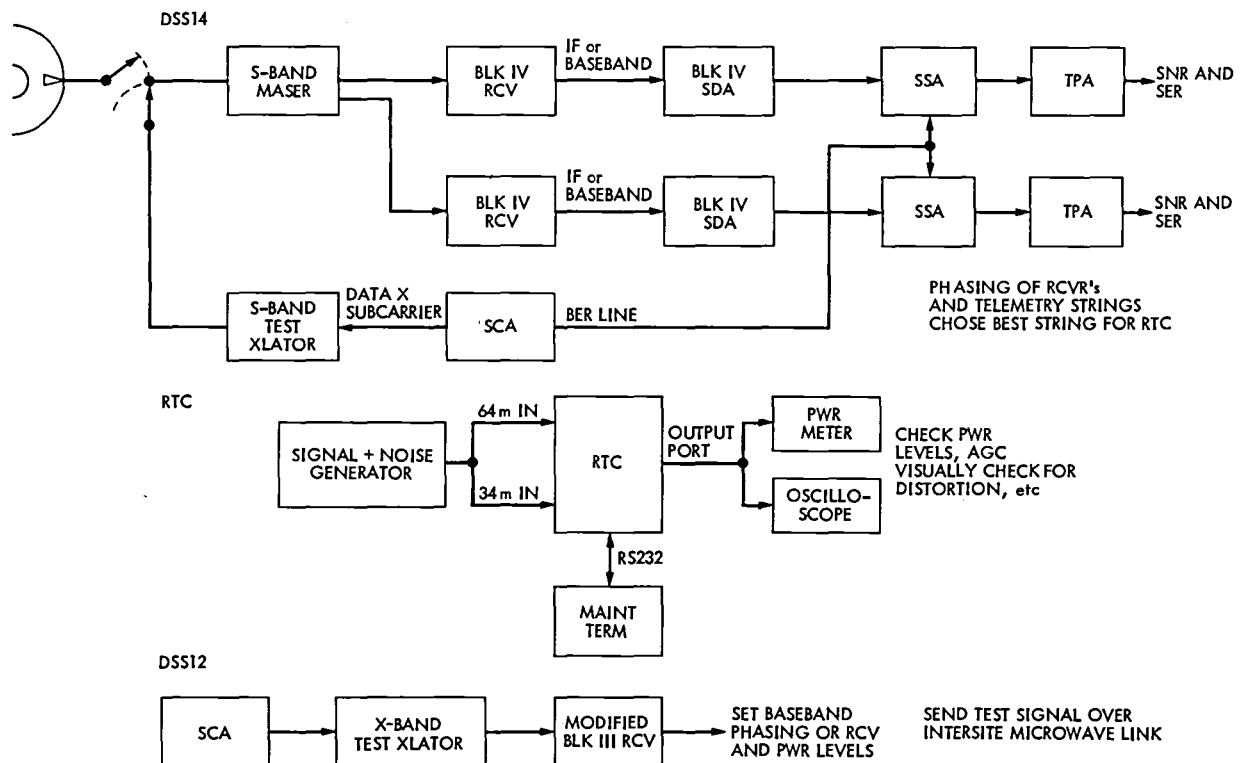 DSS14
S-BAND
MASER
BLK IV
RCV
IF or
BASEBAND
BLK IV
SDA
SSA
TPA
SNR AND
SER
BLK IV
RCV
IF or
BASEBAND
BLK IV
SDA
SSA
TPA
SNR AND
SER
S-BAND
TEST
XLATOR
DATA X
SUBCARRIER
SCA
BER LINE
PHASING OF RCVR's
AND TELEMETRY STRINGS
CHOSE BEST STRING FOR RTC
RTC
SIGNAL + NOISE
GENERATOR
64m IN
34m IN
RTC
OUTPUT
PORT
PWR
METER
OSCILLO-
SCOPE
CHECK PWR
LEVELS, AGC
VISUALLY CHECK FOR
DISTORTION, etc
RS232
MAINT
TERM
DSS12
SCA
X-BAND
TEST XLATOR
MODIFIED
BLK III RCV
SET BASEBAND
PHASING OR RCV
AND PWR LEVELS
SEND TEST SIGNAL OVER
INTERSITE MICROWAVE LINK